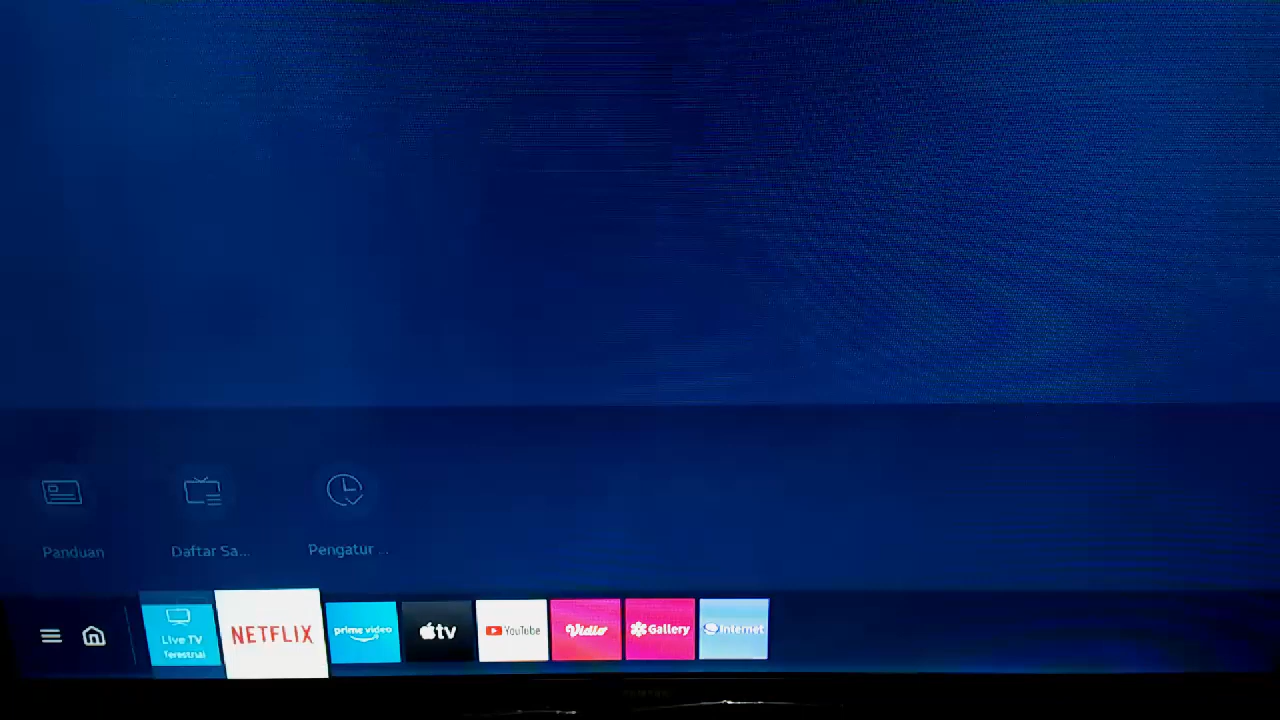 Panduan
Daftar Sa...
Pengatur ...
Live TV
Terestrial
NETFLIX
prime video
tv
YouTube
Vidio
Gallery
Internet